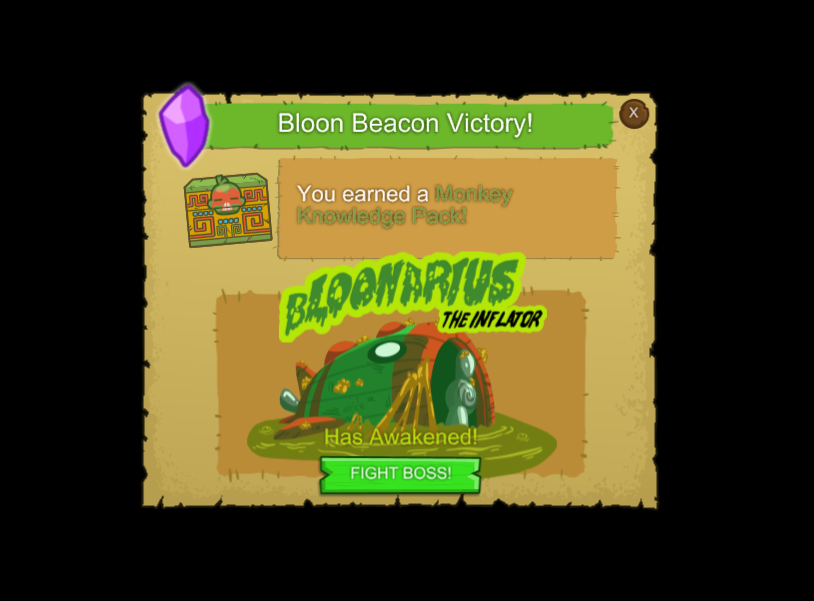 Bloon Beacon Victory!
X
You earned a Monkey
Knowledge Pack!
BLOONARIUS
THE INFLATOR
Has Awakened!
FIGHT BOSS!